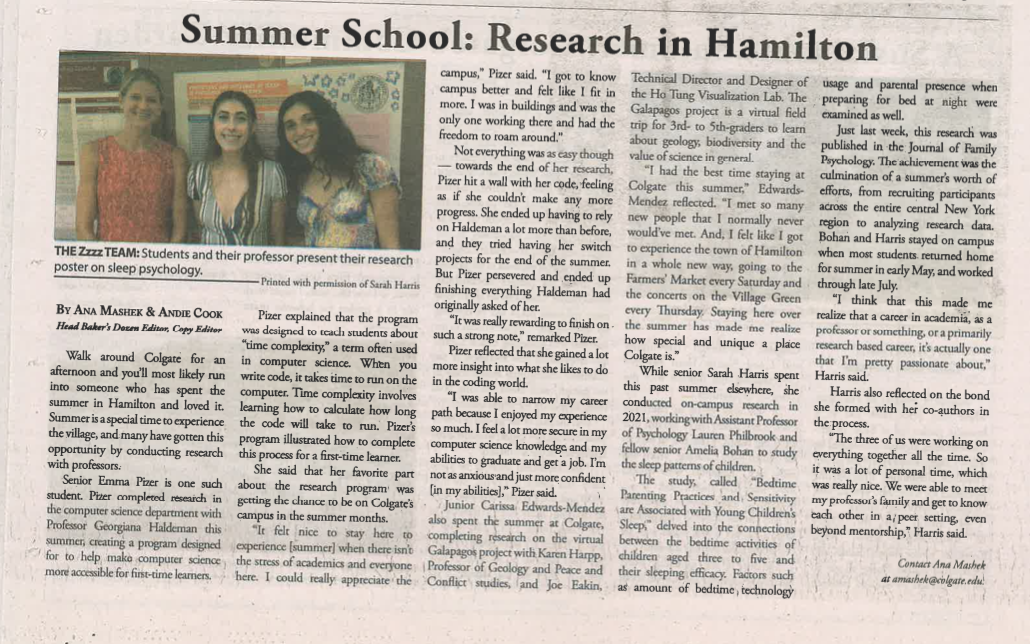 Summer School: Research in Hamilton
THE Zzzz TEAM: Students and their professor present their research
poster on sleep psychology.
Printed with permission of Sarah Harris
BY ANA MASHEK & ANDIE COOK
Head Baker's Dozen Editor, Copy Editor
Walk around Colgate for an
afternoon and you'll most likely run
into someone who has spent the
summer in Hamilton and loved it.
Summer is a special time to experience
the village, and many have gotten this
opportunity by conducting research
with professors.
Senior Emma Pizer is one such
student. Pizer completed research in
the computer science department with
Professor Georgiana Haldeman this
summer, creating a program designed
for to help make computer science
more accessible for first-time learners.
Pizer explained that the program
was designed to teach students about
"time complexity," a term often used
in computer science. When you
write code, it takes time to run on the
computer. Time complexity involves
learning how to calculate how long
the code will take to run. Pizer's
program illustrated how to complete
this process for a first-time learner.
She said that her favorite part
about the research program was
getting the chance to be on Colgate's
campus in the summer months.
"It felt nice to stay here to
experience [summer] when there isn't
the stress of academics and everyone
here. I could really appreciate the
campus," Pizer said. "I got to know
campus better and felt like I fit in
more. I was in buildings and was the
only one working there and had the
freedom to roam around."
Not everything was as easy though
— towards the end of her research,
Pizer hit a wall with her code, feeling
as if she couldn't make any more
progress. She ended up having to rely
on Haldeman a lot more than before,
and they tried having her switch
projects for the end of the summer.
But Pizer persevered and ended up
finishing everything Haldeman had
originally asked of her.
"It was really rewarding to finish on
such a strong note," remarked Pizer.
Pizer reflected that she gained a lot
more insight into what she likes to do
in the coding world.
"I was able to narrow my career
path because I enjoyed my experience
so much. I feel a lot more secure in my
computer science knowledge and my
abilities to graduate and get a job. I'm
not as anxious and just more confident
[in my abilities]," Pizer said.
Junior Carissa Edwards-Mendez
also spent the summer at Colgate,
completing research on the virtual
Galapagos project with Karen Harpp,
Professor of Geology and Peace and
Conflict studies, and Joe Eakin,
Technical Director and Designer of
the Ho Tung Visualization Lab. The
Galapagos project is a virtual field
trip for 3rd- to 5th-graders to learn
about geology, biodiversity and the
value of science in general.
"I had the best time staying at
Colgate this summer," Edwards-
Mendez reflected. "I met so many
new people that I normally never
would've met. And, I felt like I got
to experience the town of Hamilton
in a whole new way, going to the
Farmers' Market every Saturday and
the concerts on the Village Green
every Thursday. Staying here over
the summer has made me realize
how special and unique a place
Colgate is."
While senior Sarah Harris spent
this past summer elsewhere, she
conducted on-campus research in
2021, working with Assistant Professor
of Psychology Lauren Philbrook and
fellow senior Amelia Bohan to study
the sleep patterns of children.
The study, called "Bedtime
Parenting Practices and Sensitivity
are Associated with Young Children's
Sleep," delved into the connections
between the bedtime activities of
children aged three to five and
their sleeping efficacy. Factors such
as amount of bedtime, technology
usage and parental presence when
preparing for bed at night were
examined as well.
Just last week, this research was
published in the Journal of Family
Psychology. The achievement was the
culmination of a summer's worth of
efforts, from recruiting participants
across the entire central New York
region to analyzing research data.
Bohan and Harris stayed on campus
when most students returned home
for summer in early May, and worked
through late July.
"I think that this made me
realize that a career in academia, as a
professor or something, or a primarily
research based career, it's actually one
that I'm pretty passionate about,"
Harris said.
Harris also reflected on the bond
she formed with her co-authors in
the process.
"The three of us were working on
everything together all the time. So
it was a lot of personal time, which
was really nice. We were able to meet
my professor's family and get to know
each other in a peer setting, even
beyond mentorship," Harris said.
Contact Ana Mashek
at amashek@colgate.edu